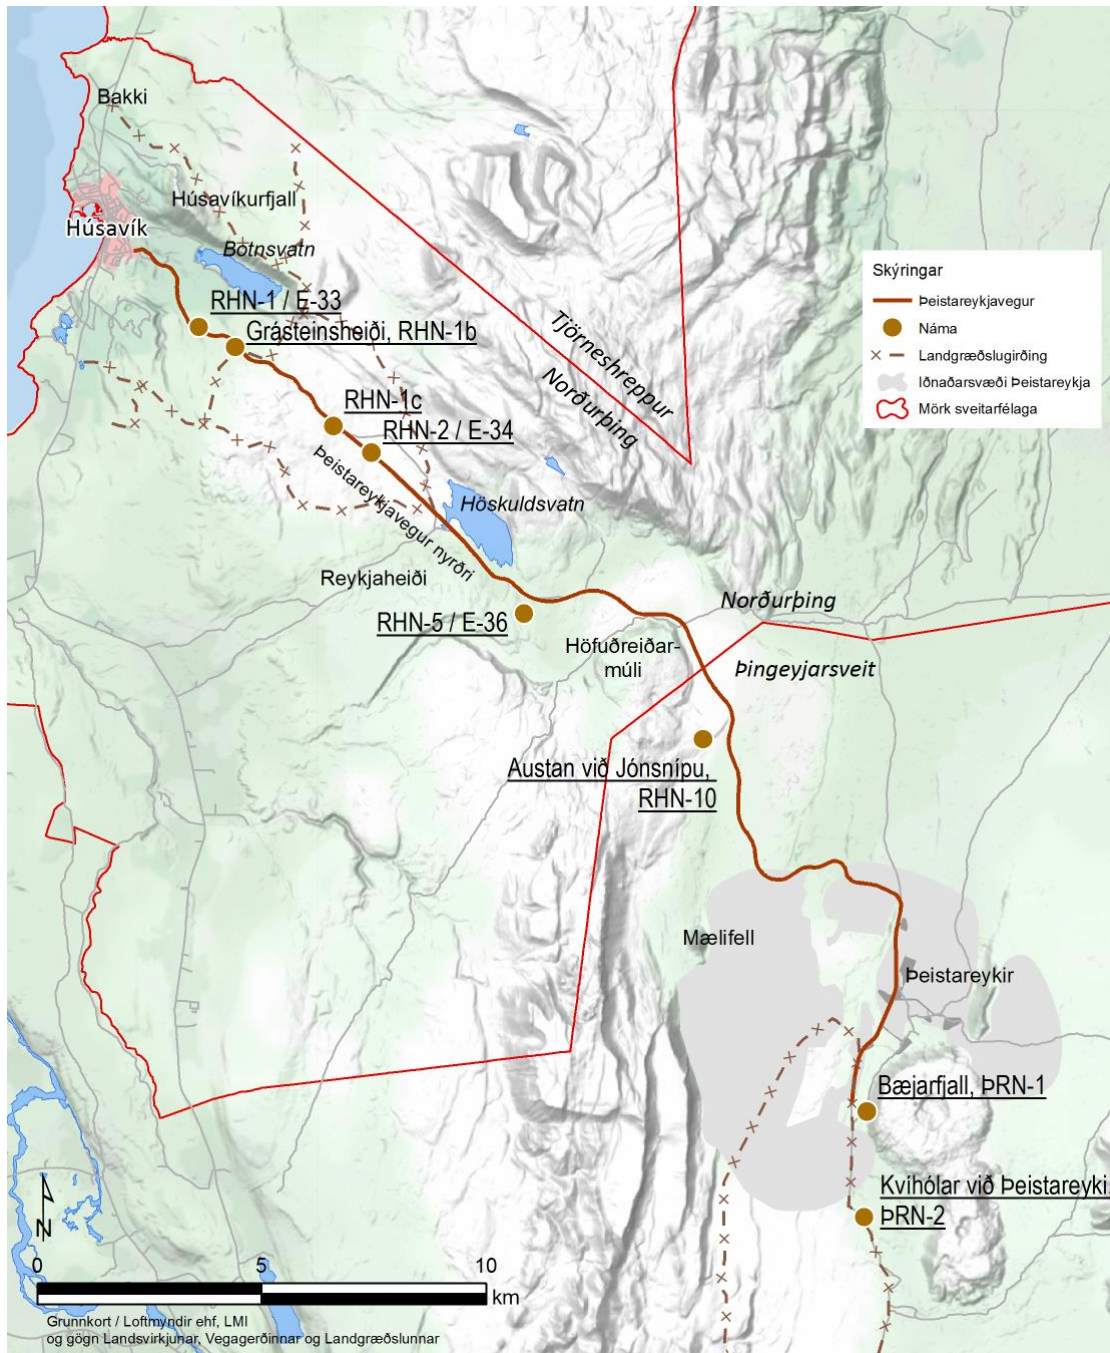 Bakki
Húsavíkurfjall
Húsavík
Botnsvatn
RHN-1 / E-33
Grásteinsheiði, RHN-1b
RHN-1c
RHN-2 / E-34
Tjörneshreppur
Norðurþing
Þeistareykjavegur nyrðri
Höskuldsvatn
Reykjaheiði
RHN-5 / E-36
Norðurþing
Höfuðreiðar-
múli
Þingeyjarsveit
Austan við Jónsnípu,
RHN-10
Mælifell
Þeistareykir
Bæjarfjall, ÞRN-1
Kvihólar við Þeistareyki,
ÞRN-2
Skýringar
Þeistareykjavegur
Náma
Landgræðslugirðing
Iðnaðarsvæði Þeistareykja
Mörk sveitarfélaga
N
0 5 10
km
Grunnkort / Loftmyndir ehf, LMI
og gögn Landsvirkjunar, Vegagerðinnar og Landgræðslunnar